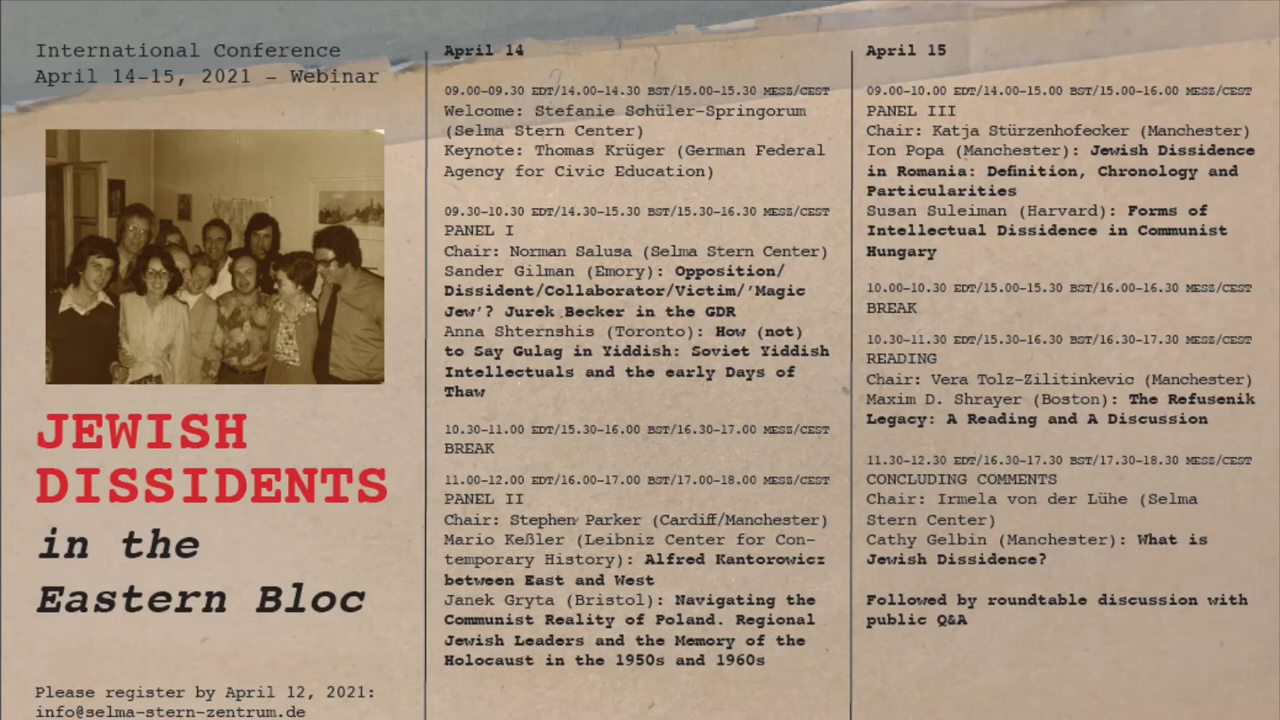 International Conference
April 14-15, 2021 - Webinar
JEWISH
DISSIDENTS
in the
Eastern Bloc
Please register by April 12, 2021:
info@selma-stern-zentrum.de
April 14
09.00-09.30 EDT/14.00-14.30 BST/15.00-15.30 MESZ/CEST
Welcome: Stefanie Schüler-Springorum
(Selma Stern Center)
Keynote: Thomas Krüger (German Federal
Agency for Civic Education)
09.30-10.30 EDT/14.30-15.30 BST/15.30-16.30 MESZ/CEST
PANEL I
Chair: Norman Salusa (Selma Stern Center)
Sander Gilman (Emory): Opposition/
Dissident/Collaborator/Victim/'Magic
Jew'? Jurek Becker in the GDR
Anna Shternshis (Toronto): How (not)
to Say Gulag in Yiddish: Soviet Yiddish
Intellectuals and the early Days of
Thaw
10.30-11.00 EDT/15.30-16.00 BST/16.30-17.00 MESZ/CEST
BREAK
11.00-12.00 EDT/16.00-17.00 BST/17.00-18.00 MESZ/CEST
PANEL II
Chair: Stephen Parker (Cardiff/Manchester)
Mario Keßler (Leibniz Center for Con-
temporary History): Alfred Kantorowicz
between East and West
Janek Gryta (Bristol): Navigating the
Communist Reality of Poland. Regional
Jewish Leaders and the Memory of the
Holocaust in the 1950s and 1960s
April 15
09.00-10.00 EDT/14.00-15.00 BST/15.00-16.00 MESZ/CEST
PANEL III
Chair: Katja Stürzenhofecker (Manchester)
Ion Popa (Manchester): Jewish Dissidence
in Romania: Definition, Chronology and
Particularities
Susan Suleiman (Harvard): Forms of
Intellectual Dissidence in Communist
Hungary
10.00-10.30 EDT/15.00-15.30 BST/16.00-16.30 MESZ/CEST
BREAK
10.30-11.30 EDT/15.30-16.30 BST/16.30-17.30 MESZ/CEST
READING
Chair: Vera Tolz-Zilitinkevic (Manchester)
Maxim D. Shrayer (Boston): The Refusenik
Legacy: A Reading and A Discussion
11.30-12.30 EDT/16.30-17.30 BST/17.30-18.30 MESZ/CEST
CONCLUDING COMMENTS
Chair: Irmela von der Lühe (Selma
Stern Center)
Cathy Gelbin (Manchester): What is
Jewish Dissidence?
Followed by roundtable discussion with
public Q&A